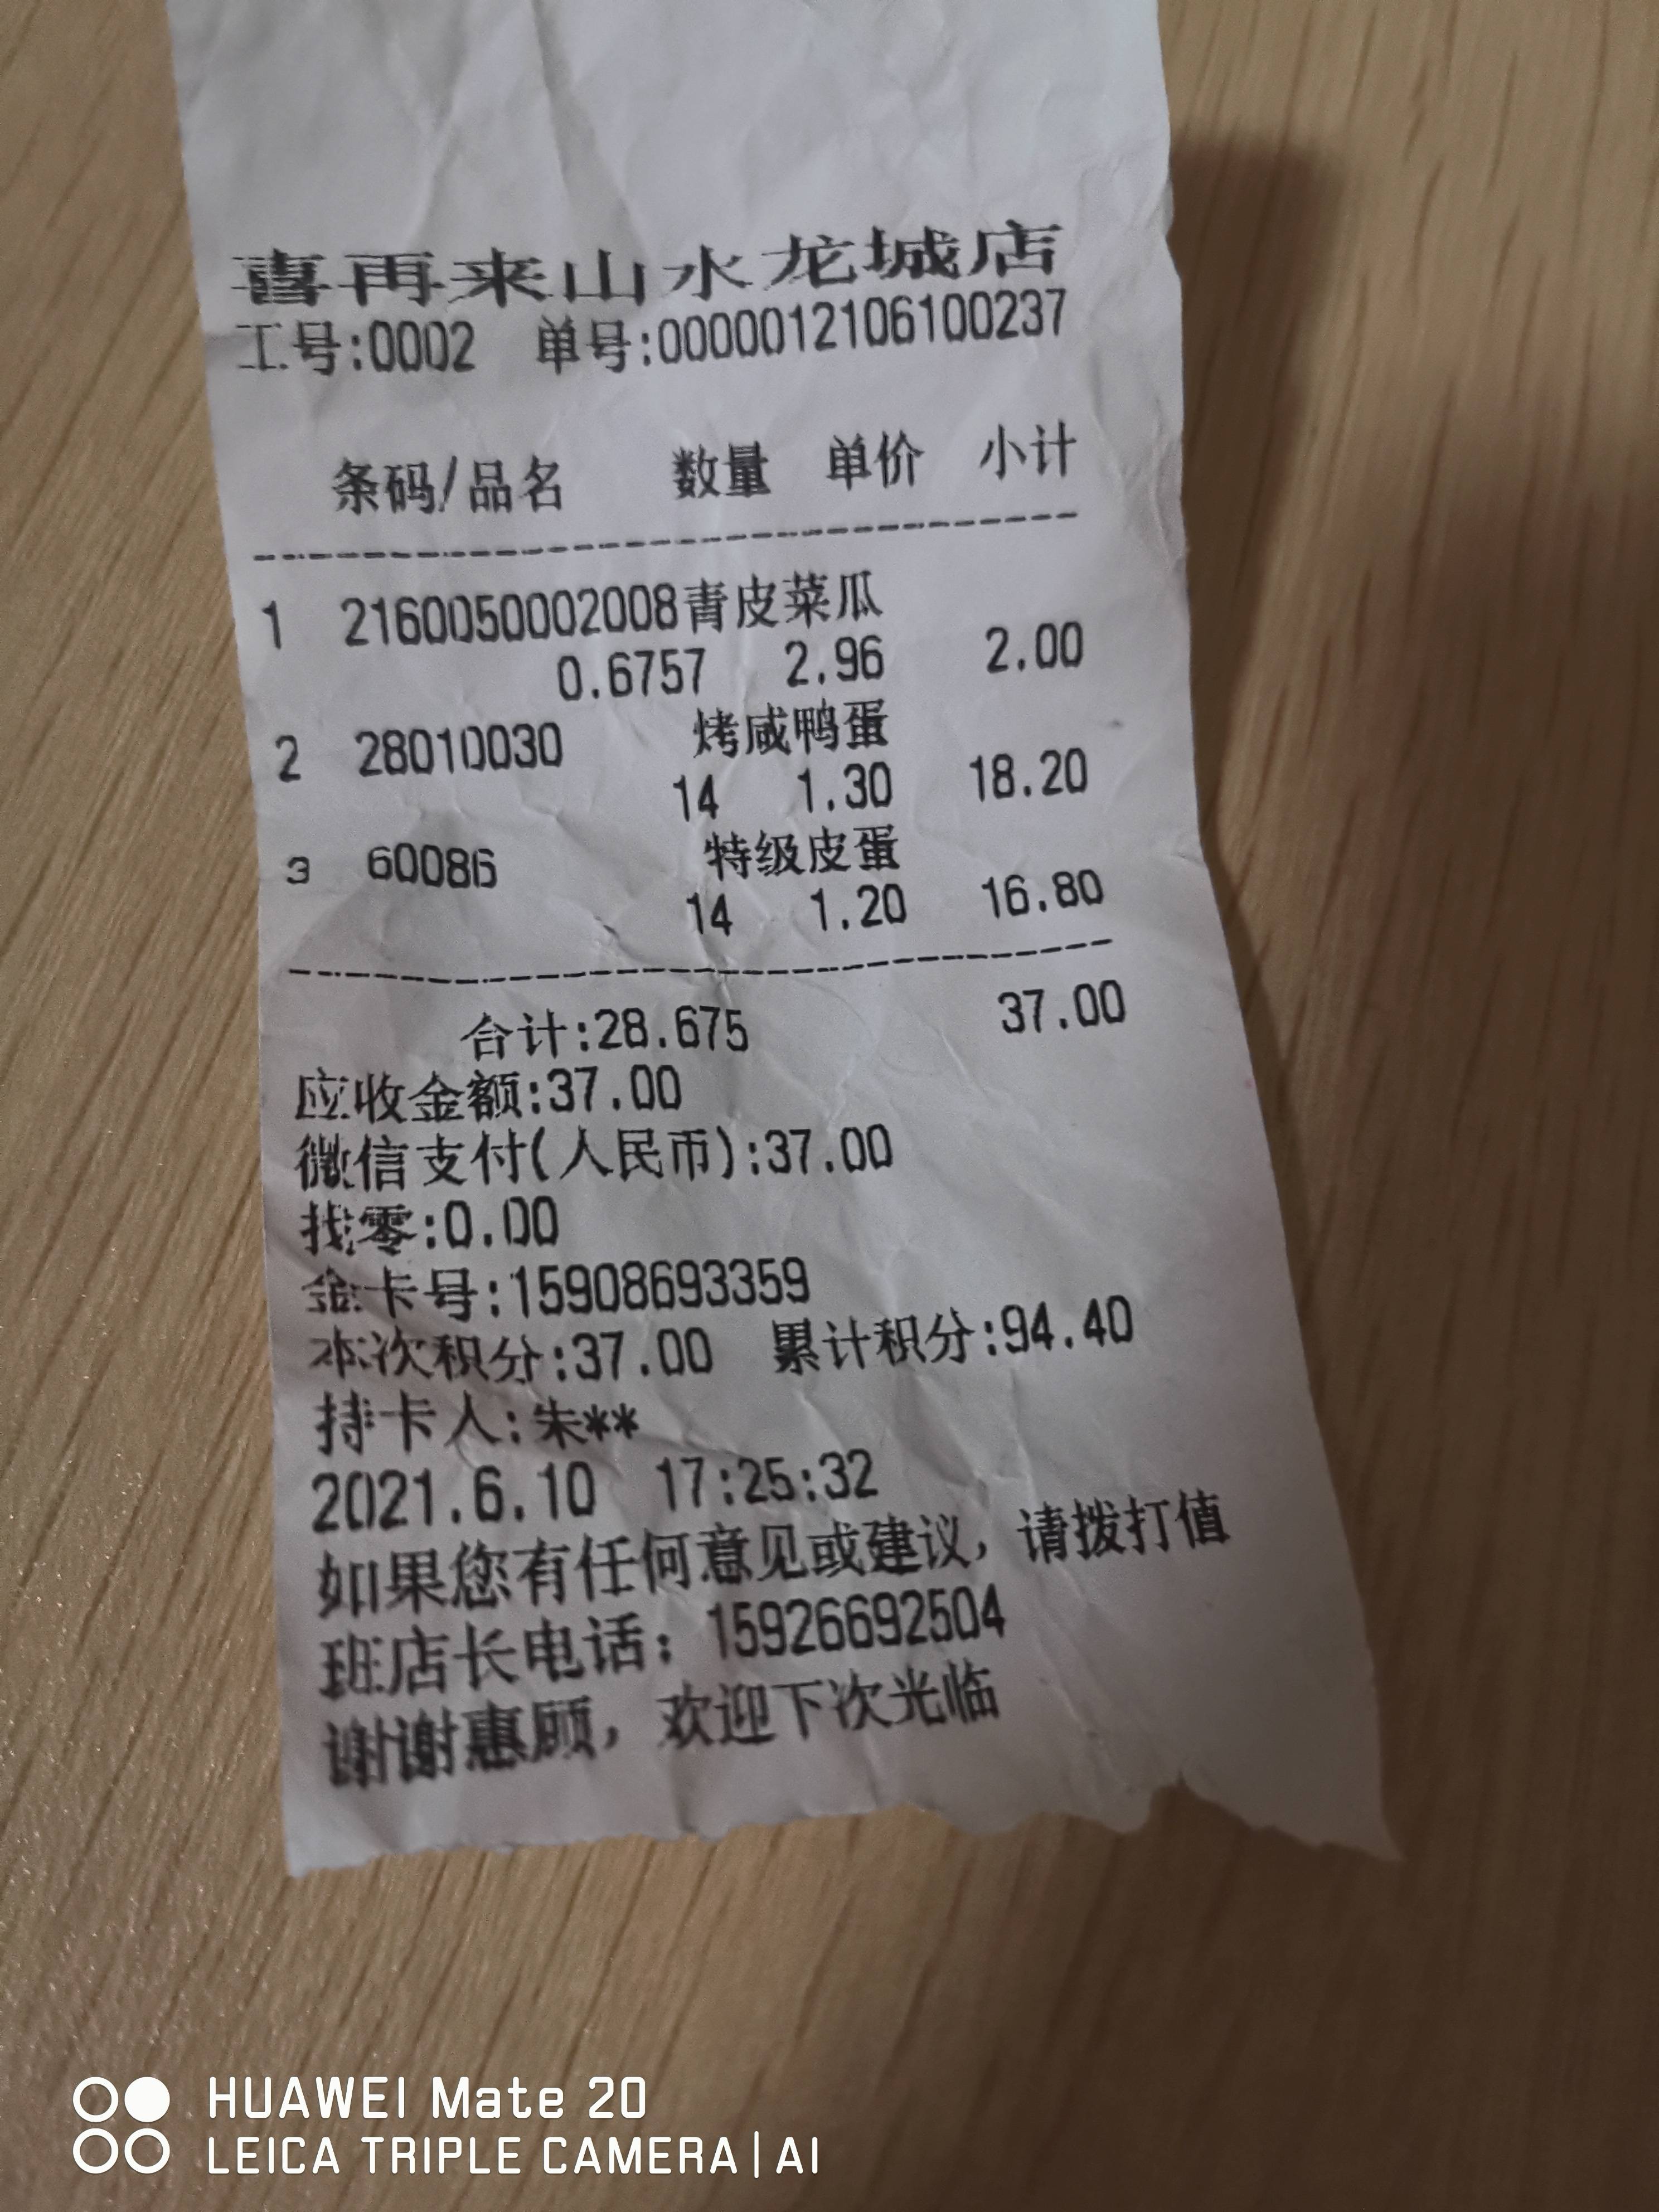 喜再来山水龙城店
工号:0002 单号:0000012106100237
条码/品名 数量 单价 小计
1 2160050002008青皮菜瓜
0.6757 2.96 2.00
2 28010030 烤咸鸭蛋
14 1.30 18.20
3 60086 特级皮蛋
14 1.20 16.80
合计:28.675 37.00
应收金额:37.00
微信支付(人民币):37.00
找零:0.00
金卡号:15908693359
本次积分:37.00 累计积分:94.40
持卡人:朱**
2021.6.10 17:25:32
如果您有任何意见或建议，请拨打值
班店长电话：15926692504
谢谢惠顾，欢迎下次光临
HUAWEI Mate 20
LEICA TRIPLE CAMERA|AI